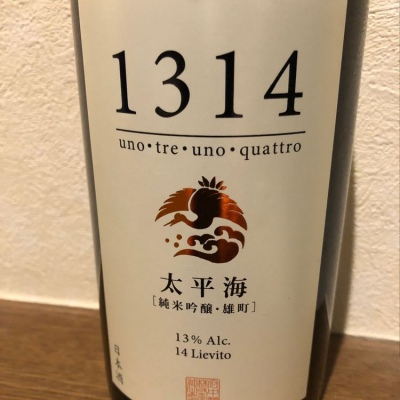 1314
uno・tre・uno・quattro
太平海
[純米吟醸・雄町]
13% Alc.
14 Lievito
日本酒